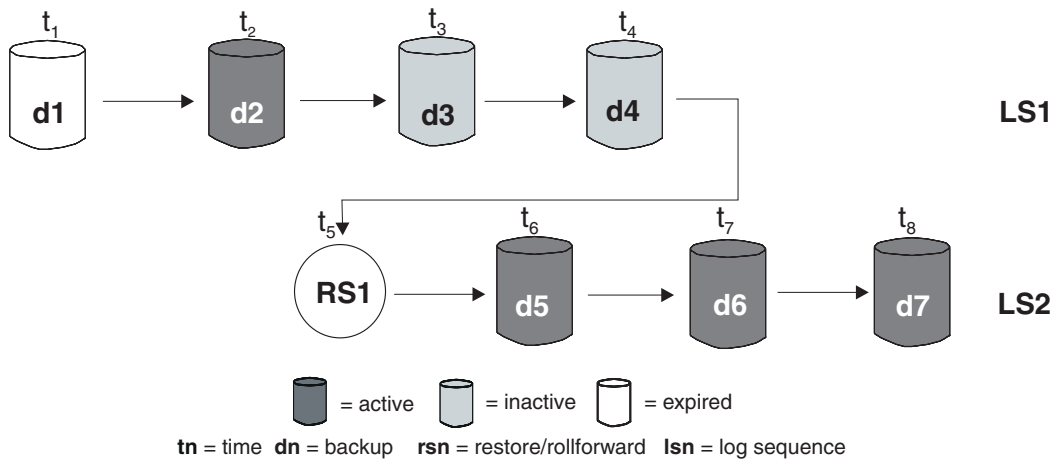 t1 t2 t3 t4
d1 d2 d3 d4 LS1
t5 t6 t7 t8
RS1 d5 d6 d7 LS2
= active = inactive = expired
tn = time dn = backup rsn = restore/rollforward lsn = log sequence